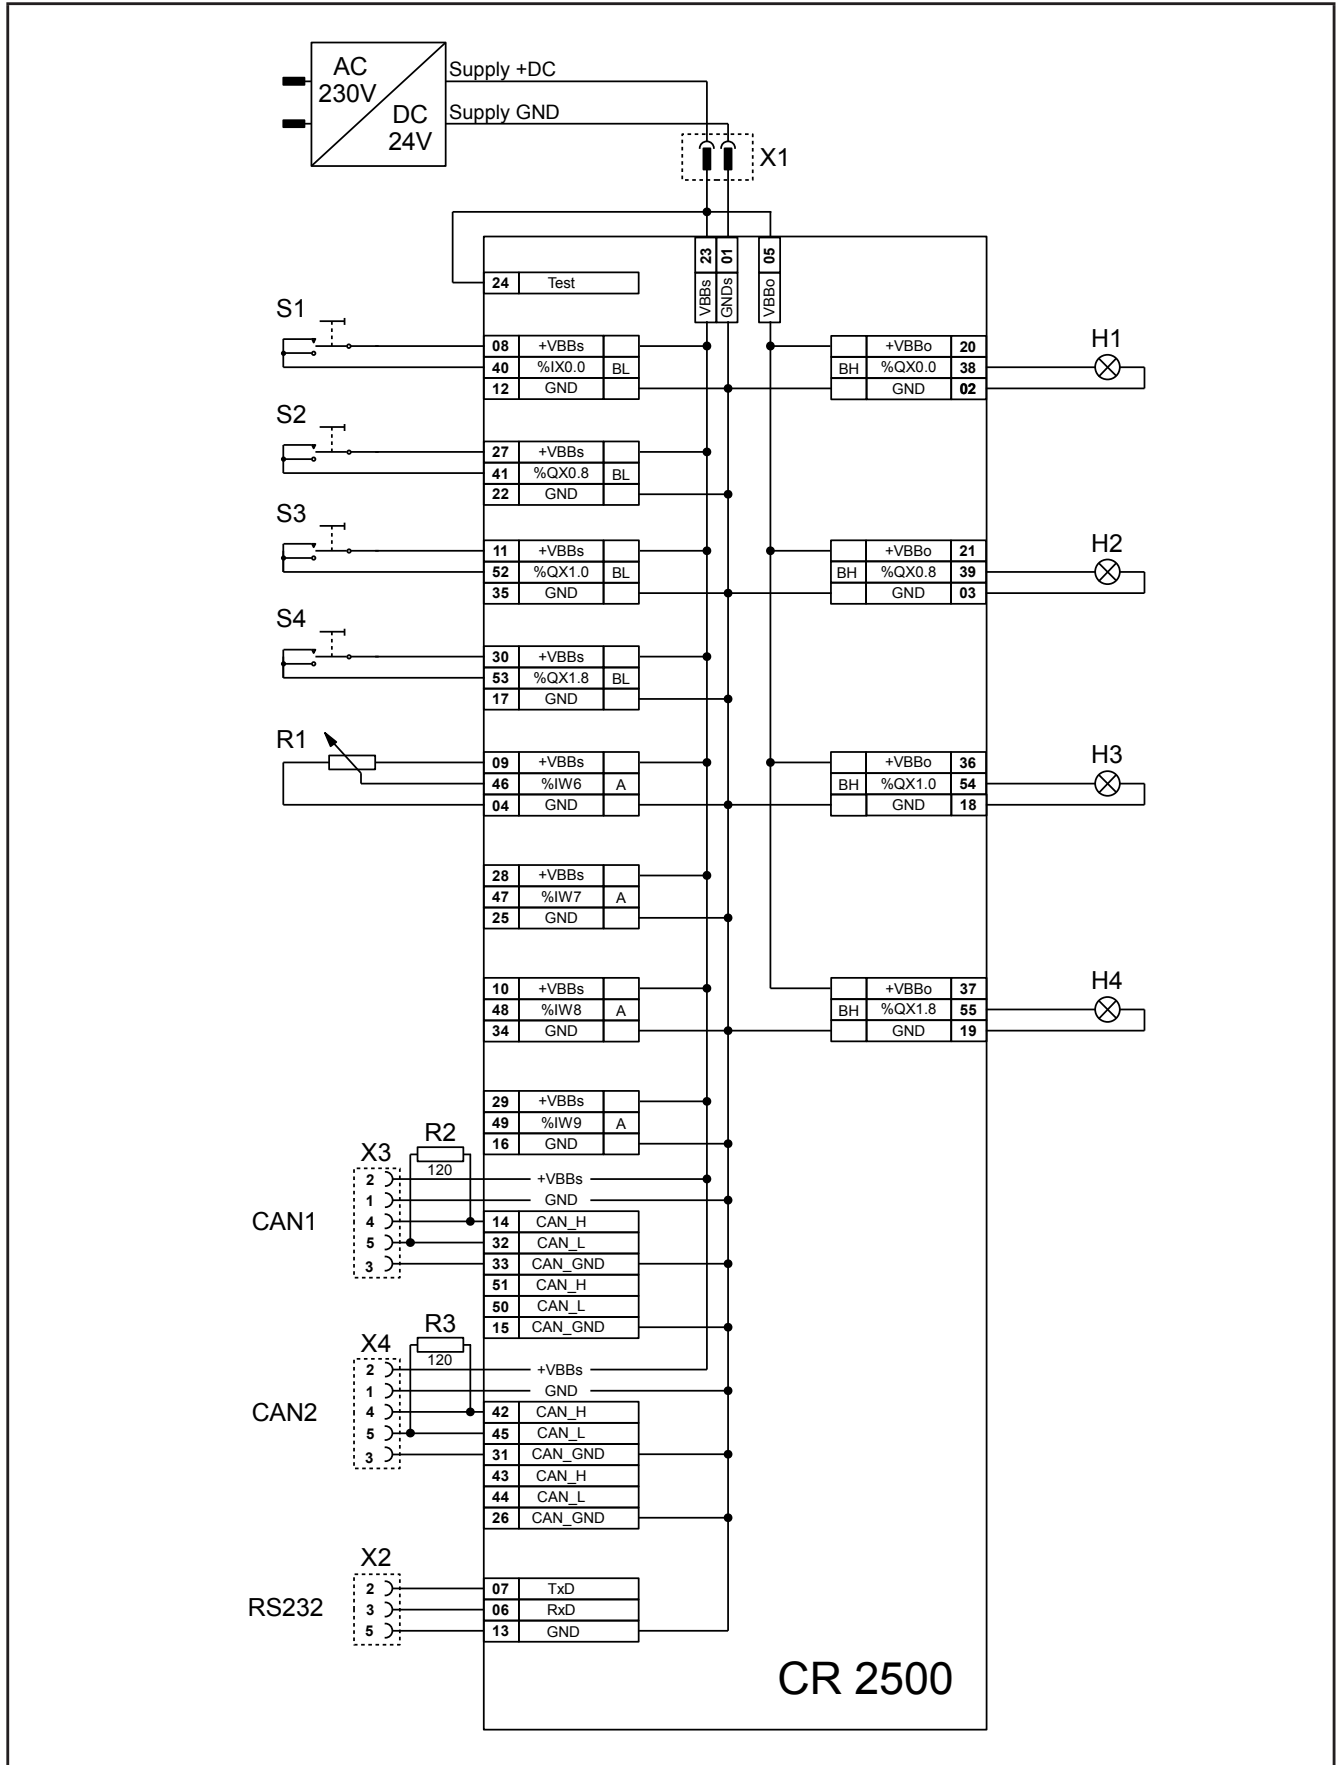 AC
230V
DC
24V
Supply +DC
Supply GND
X1
23 VBBs
01 GNDs
05 VBBo
24 Test
S1
08 +VBBs
40 %IX0.0 BL
12 GND
+VBBo 20
BH %QX0.0 38
GND 02
H1
S2
27 +VBBs
41 %QX0.8 BL
22 GND
S3
11 +VBBs
52 %QX1.0 BL
35 GND
+VBBo 21
BH %QX0.8 39
GND 03
H2
S4
30 +VBBs
53 %QX1.8 BL
17 GND
R1
09 +VBBs
46 %IW6 A
04 GND
+VBBo 36
BH %QX1.0 54
GND 18
H3
28 +VBBs
47 %IW7 A
25 GND
10 +VBBs
48 %IW8 A
34 GND
+VBBo 37
BH %QX1.8 55
GND 19
H4
29 +VBBs
49 %IW9 A
16 GND
R2
120
X3
CAN1
2 +VBBs
1 GND
4 14 CAN_H
5 32 CAN_L
3 33 CAN_GND
51 CAN_H
50 CAN_L
15 CAN_GND
R3
120
X4
CAN2
2 +VBBs
1 GND
4 42 CAN_H
5 45 CAN_L
3 31 CAN_GND
43 CAN_H
44 CAN_L
26 CAN_GND
X2
RS232
2 07 TxD
3 06 RxD
5 13 GND
CR 2500